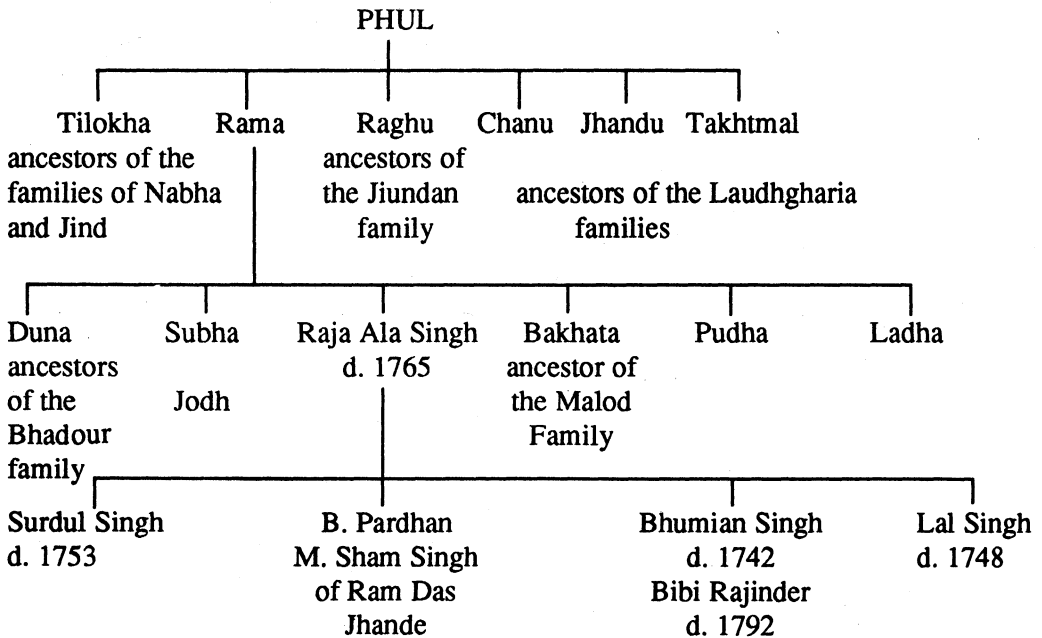 PHUL
Tilokha Rama Raghu Chanu Jhandu Takhtmal
ancestors of the
families of Nabha
and Jind
ancestors of
the Jiundan
family
ancestors of the Laudhgharia
families
Duna
ancestors
of the
Bhadour
family
Subha
Jodh
Raja Ala Singh
d. 1765
Bakhata
ancestor of
the Malod
Family
Pudha
Ladha
Surdul Singh
d. 1753
B. Pardhan
M. Sham Singh
of Ram Das
Jhande
Bhumian Singh
d. 1742
Bibi Rajinder
d. 1792
Lal Singh
d. 1748